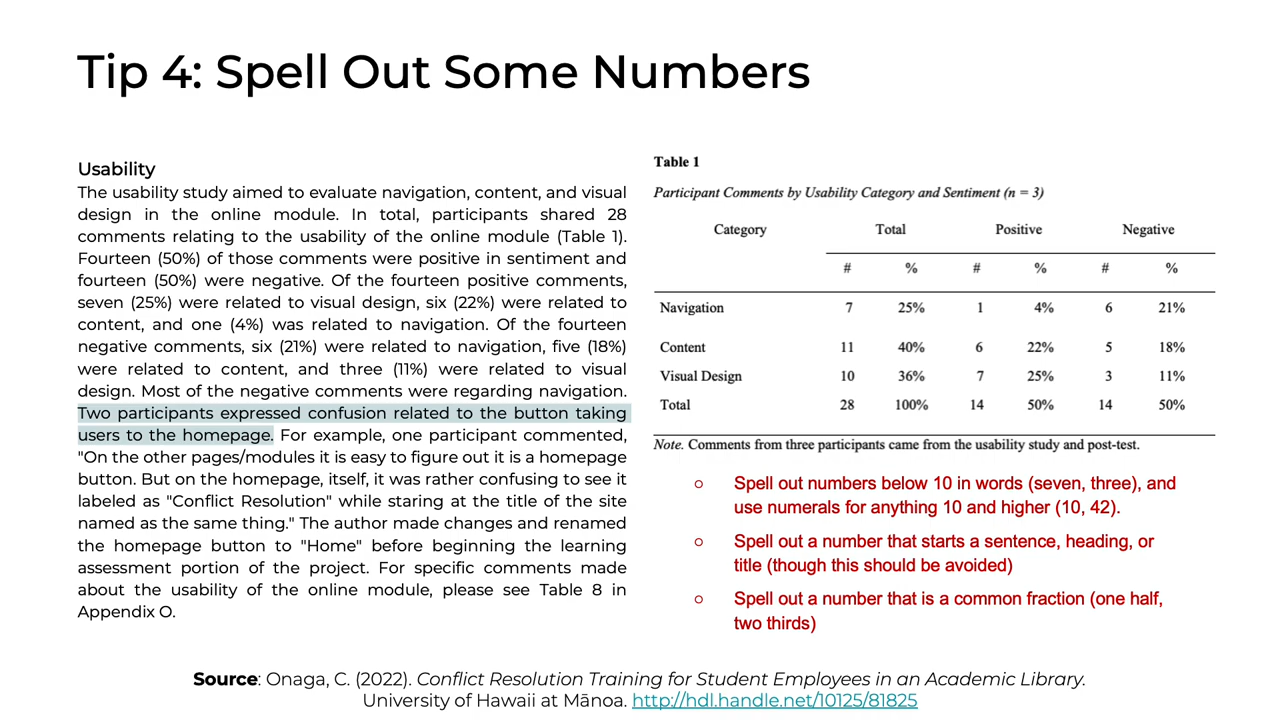 Tip 4: Spell Out Some Numbers
Usability
The usability study aimed to evaluate navigation, content, and visual
design in the online module. In total, participants shared 28
comments relating to the usability of the online module (Table 1).
Fourteen (50%) of those comments were positive in sentiment and
fourteen (50%) were negative. Of the fourteen positive comments,
seven (25%) were related to visual design, six (22%) were related to
content, and one (4%) was related to navigation. Of the fourteen
negative comments, six (21%) were related to navigation, five (18%)
were related to content, and three (11%) were related to visual
design. Most of the negative comments were regarding navigation.
Two participants expressed confusion related to the button taking
users to the homepage. For example, one participant commented,
"On the other pages/modules it is easy to figure out it is a homepage
button. But on the homepage, itself, it was rather confusing to see it
labeled as "Conflict Resolution" while staring at the title of the site
named as the same thing." The author made changes and renamed
the homepage button to "Home" before beginning the learning
assessment portion of the project. For specific comments made
about the usability of the online module, please see Table 8 in
Appendix O.
Table 1
Participant Comments by Usability Category and Sentiment (n = 3)
Category Total Positive Negative
# % # % # %
Navigation 7 25% 1 4% 6 21%
Content 11 40% 6 22% 5 18%
Visual Design 10 36% 7 25% 3 11%
Total 28 100% 14 50% 14 50%
Note. Comments from three participants came from the usability study and post-test.
○ Spell out numbers below 10 in words (seven, three), and
use numerals for anything 10 and higher (10, 42).
○ Spell out a number that starts a sentence, heading, or
title (though this should be avoided)
○ Spell out a number that is a common fraction (one half,
two thirds)
Source: Onaga, C. (2022). Conflict Resolution Training for Student Employees in an Academic Library.
University of Hawaii at Mānoa. http://hdl.handle.net/10125/81825